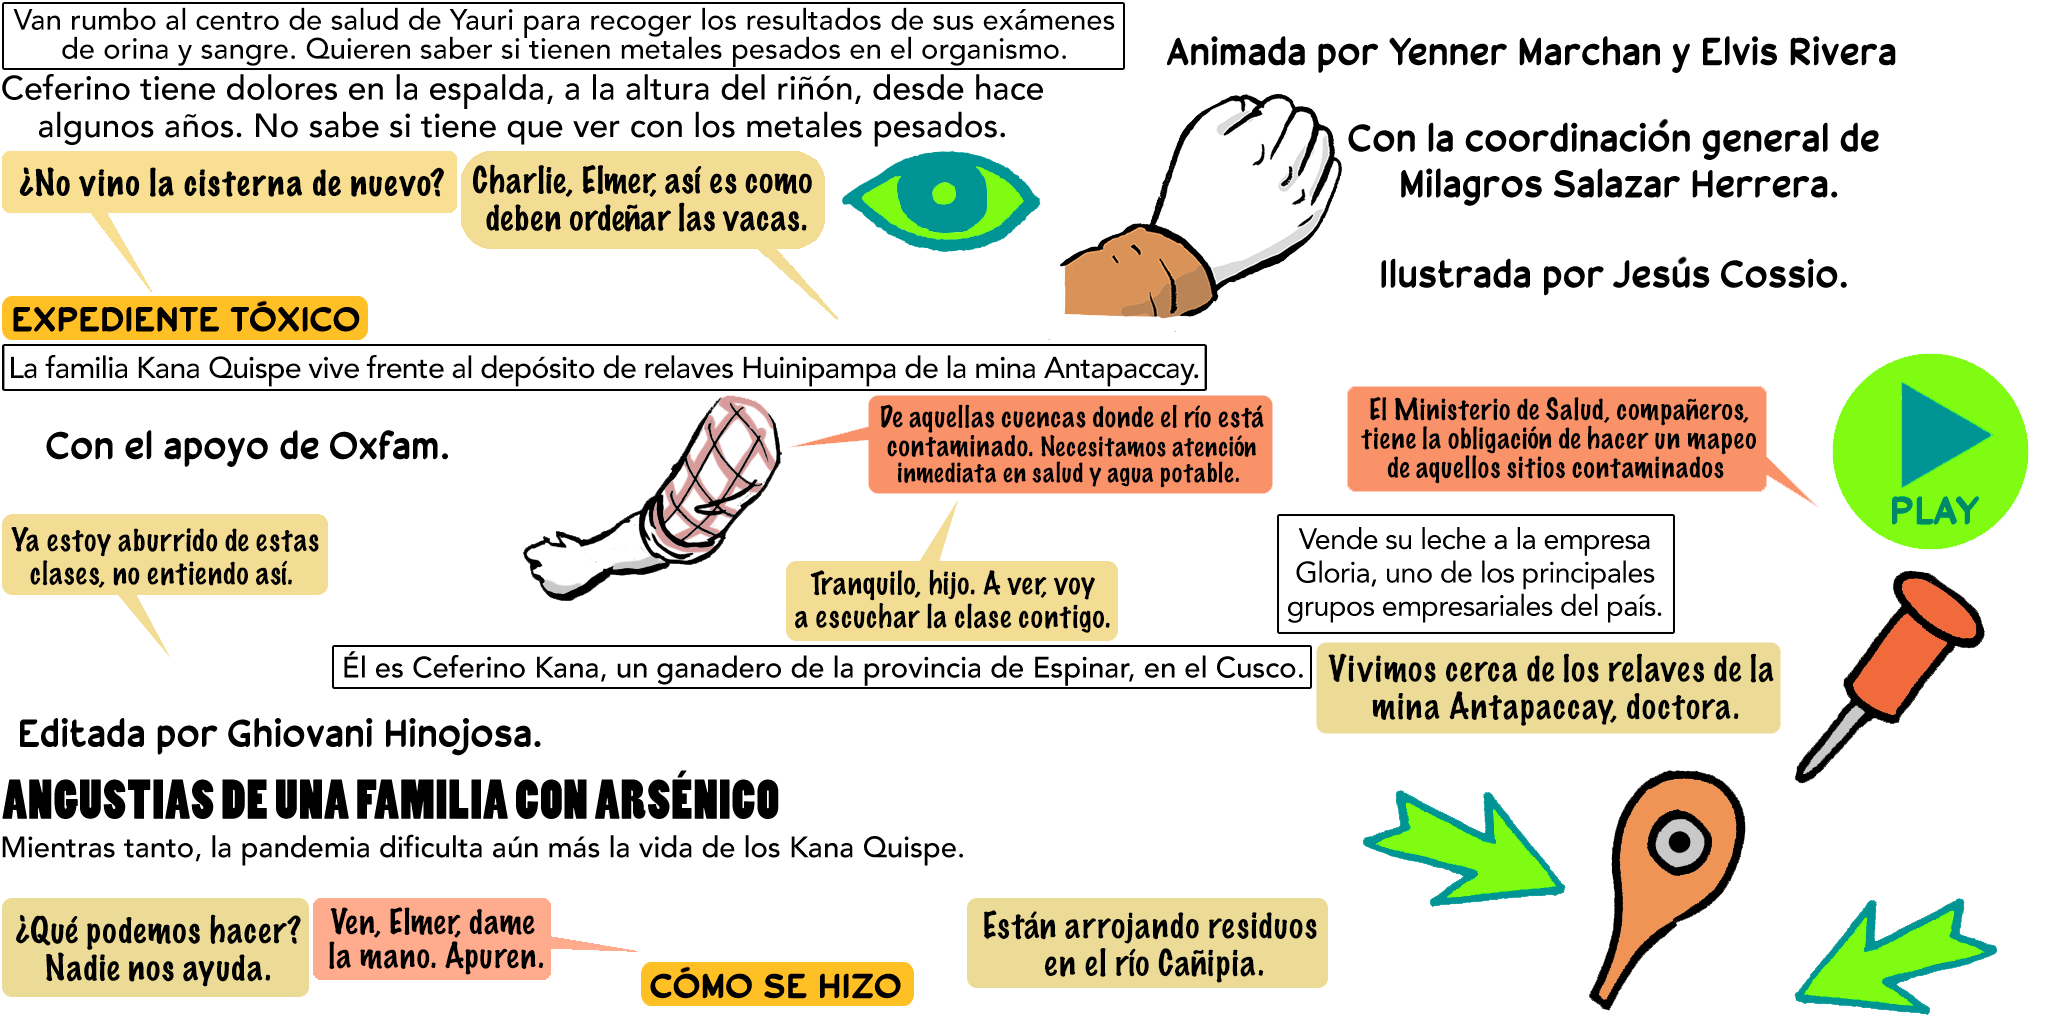 Van rumbo al centro de salud de Yauri para recoger los resultados de sus exámenes
de orina y sangre. Quieren saber si tienen metales pesados en el organismo.
Ceferino tiene dolores en la espalda, a la altura del riñón, desde hace
algunos años. No sabe si tiene que ver con los metales pesados.
Animada por Yenner Marchan y Elvis Rivera
Con la coordinación general de
Milagros Salazar Herrera.
Ilustrada por Jesús Cossio.
¿No vino la cisterna de nuevo?
Charlie, Elmer, así es como
deben ordeñar las vacas.
EXPEDIENTE TÓXICO
La familia Kana Quispe vive frente al depósito de relaves Huinipampa de la mina Antapaccay.
Con el apoyo de Oxfam.
De aquellas cuencas donde el río está
contaminado. Necesitamos atención
inmediata en salud y agua potable.
El Ministerio de Salud, compañeros,
tiene la obligación de hacer un mapeo
de aquellos sitios contaminados
PLAY
Ya estoy aburrido de estas
clases, no entiendo así.
Tranquilo, hijo. A ver, voy
a escuchar la clase contigo.
Vende su leche a la empresa
Gloria, uno de los principales
grupos empresariales del país.
Él es Ceferino Kana, un ganadero de la provincia de Espinar, en el Cusco.
Vivimos cerca de los relaves de la
mina Antapaccay, doctora.
Editada por Ghiovani Hinojosa.
ANGUSTIAS DE UNA FAMILIA CON ARSÉNICO
Mientras tanto, la pandemia dificulta aún más la vida de los Kana Quispe.
¿Qué podemos hacer?
Nadie nos ayuda.
Ven, Elmer, dame
la mano. Apuren.
CÓMO SE HIZO
Están arrojando residuos
en el río Cañipia.